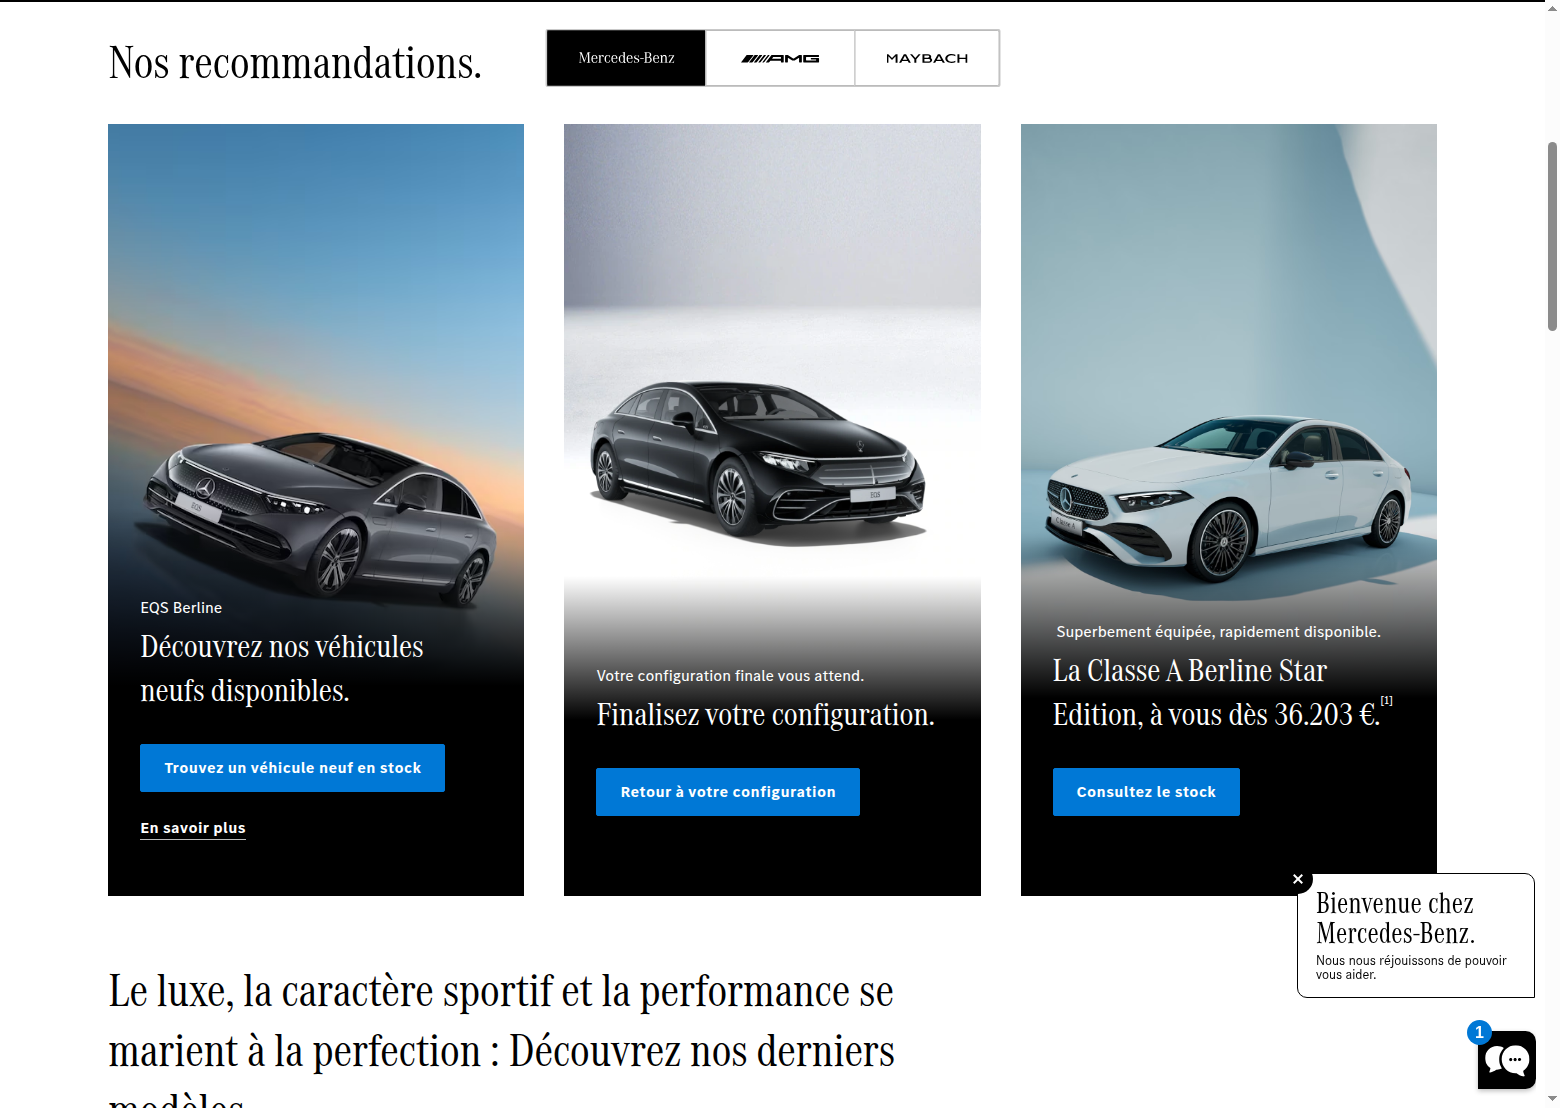 Nos recommandations.
Mercedes-Benz
AMG
MAYBACH
EQS
EQS Berline
Découvrez nos véhicules
neufs disponibles.
Trouvez un véhicule neuf en stock
En savoir plus
EQS
Votre configuration finale vous attend.
Finalisez votre configuration.
Retour à votre configuration
Classe A
Superbement équipée, rapidement disponible.
La Classe A Berline Star
Edition, à vous dès 36.203 €.[1]
Consultez le stock
Bienvenue chez
Mercedes-Benz.
Nous nous réjouissons de pouvoir
vous aider.
1
Le luxe, la caractère sportif et la performance se
marient à la perfection : Découvrez nos derniers
modèles